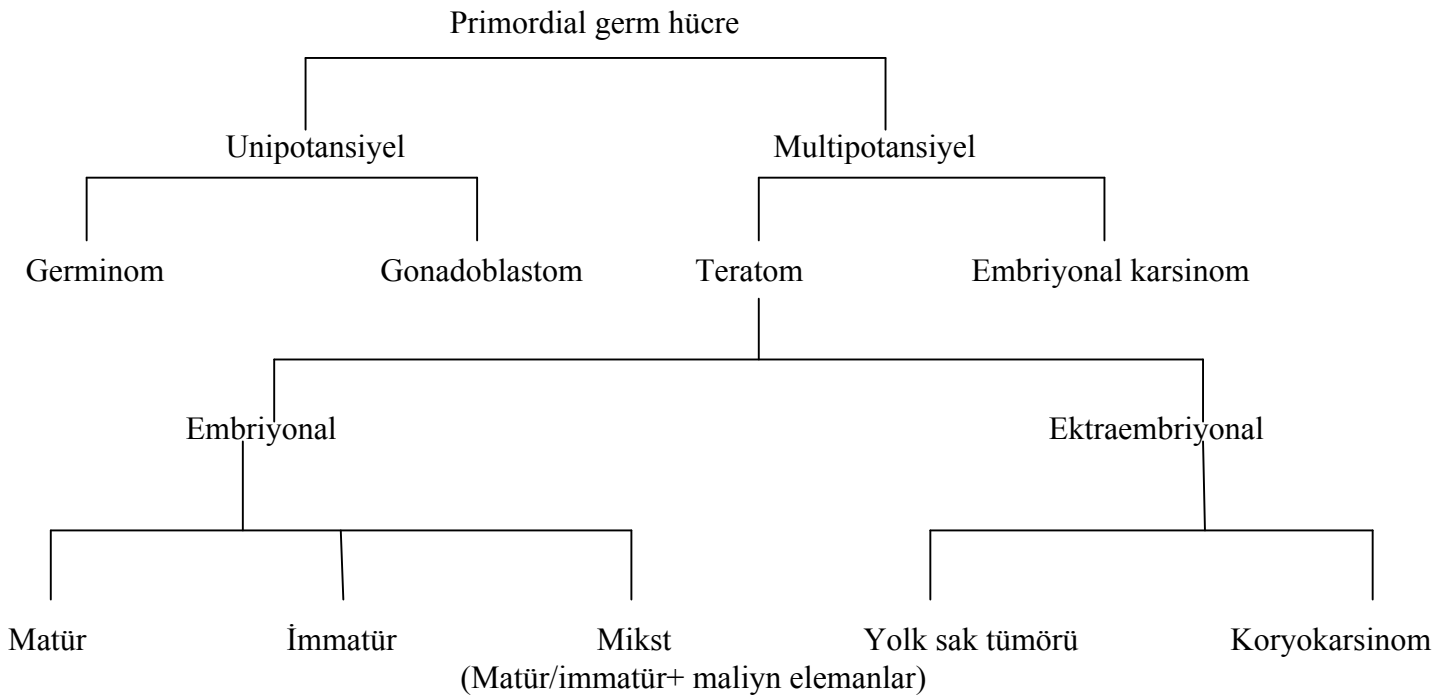 Primordial germ hücre
Unipotansiyel Multipotansiyel
Germinom Gonadoblastom Teratom Embriyonal karsinom
Embriyonal Ektraembriyonal
Matür İmmatür Mikst Yolk sak tümörü Koryokarsinom
(Matür/immatür+ maliyn elemanlar)